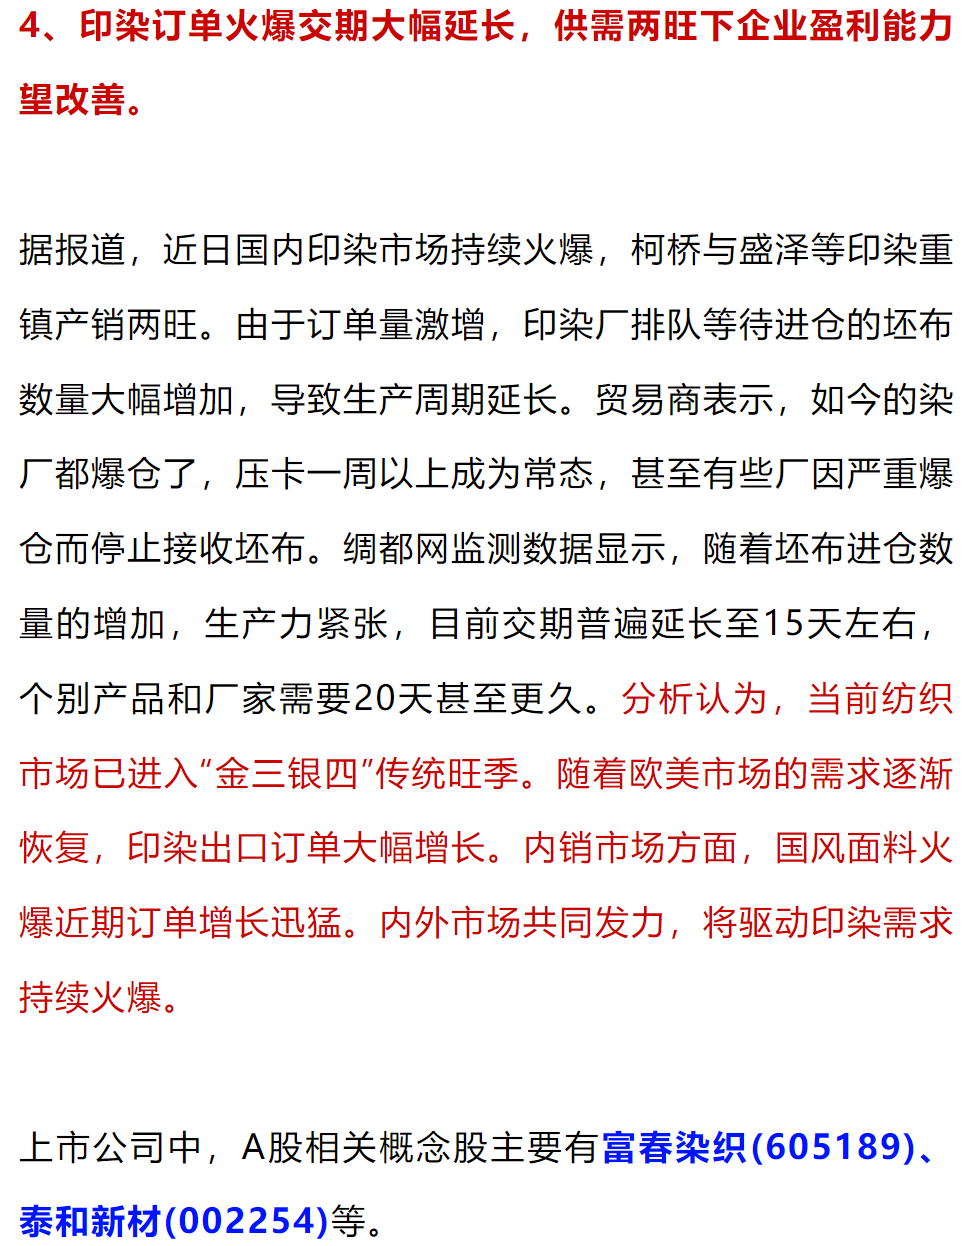 4、印染订单火爆交期大幅延长，供需两旺下企业盈利能力
望改善。
据报道，近日国内印染市场持续火爆，柯桥与盛泽等印染重
镇产销两旺。由于订单量激增，印染厂排队等待进仓的坯布
数量大幅增加，导致生产周期延长。贸易商表示，如今的染
厂都爆仓了，压卡一周以上成为常态，甚至有些厂因严重爆
仓而停止接收坯布。绸都网监测数据显示，随着坯布进仓数
量的增加，生产力紧张，目前交期普遍延长至15天左右，
个别产品和厂家需要20天甚至更久。分析认为，当前纺织
市场已进入“金三银四”传统旺季。随着欧美市场的需求逐渐
恢复，印染出口订单大幅增长。内销市场方面，国风面料火
爆近期订单增长迅猛。内外市场共同发力，将驱动印染需求
持续火爆。
上市公司中，A股相关概念股主要有富春染织(605189)、
泰和新材(002254)等。